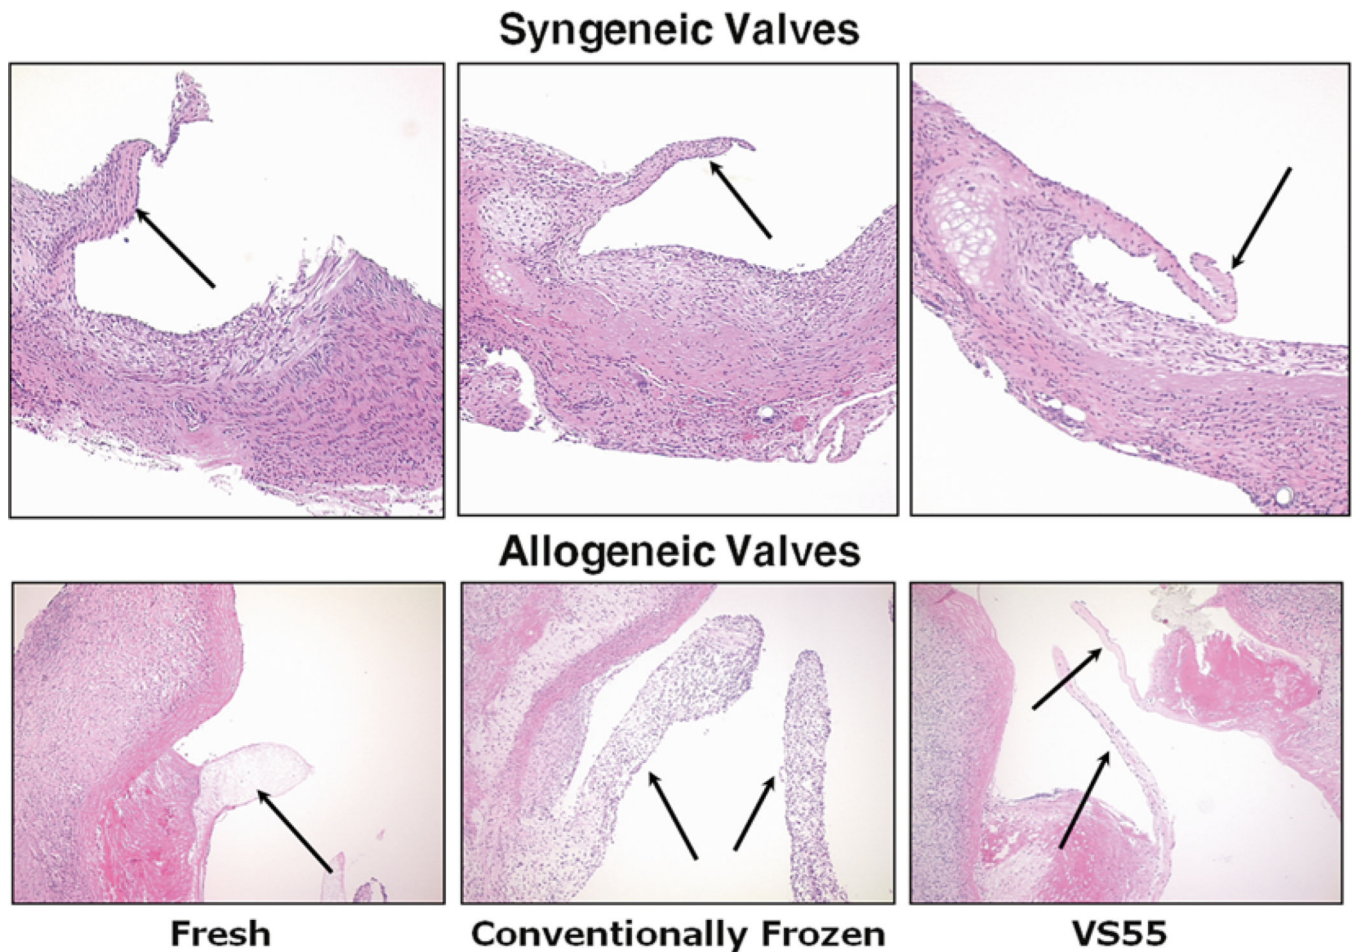 Syngeneic Valves
Allogeneic Valves
Fresh
Conventionally Frozen
VS55